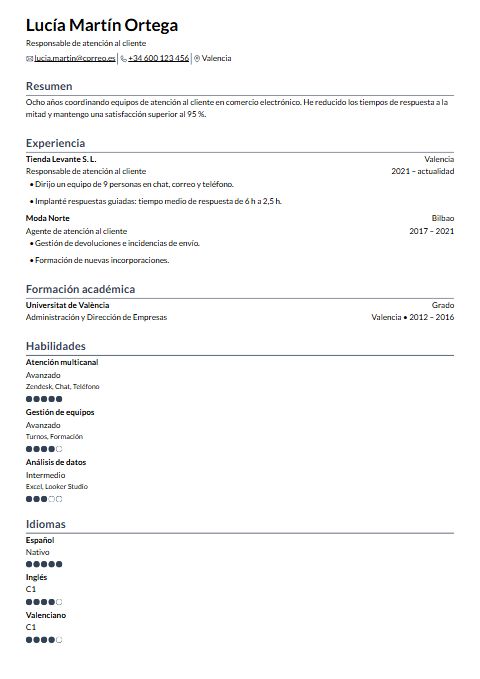 Lucía Martín Ortega
Responsable de atención al cliente
lucia.martin@correo.es +34 600 123 456 Valencia
Resumen
Ocho años coordinando equipos de atención al cliente en comercio electrónico. He reducido los tiempos de respuesta a la
mitad y mantengo una satisfacción superior al 95 %.
Experiencia
Tienda Levante S. L. Valencia
Responsable de atención al cliente 2021 – actualidad
• Dirijo un equipo de 9 personas en chat, correo y teléfono.
• Implanté respuestas guiadas: tiempo medio de respuesta de 6 h a 2,5 h.
Moda Norte Bilbao
Agente de atención al cliente 2017 – 2021
• Gestión de devoluciones e incidencias de envío.
• Formación de nuevas incorporaciones.
Formación académica
Universitat de València Grado
Administración y Dirección de Empresas Valencia • 2012 – 2016
Habilidades
Atención multicanal
Avanzado
Zendesk, Chat, Teléfono
Gestión de equipos
Avanzado
Turnos, Formación
Análisis de datos
Intermedio
Excel, Looker Studio
Idiomas
Español
Nativo
Inglés
C1
Valenciano
C1